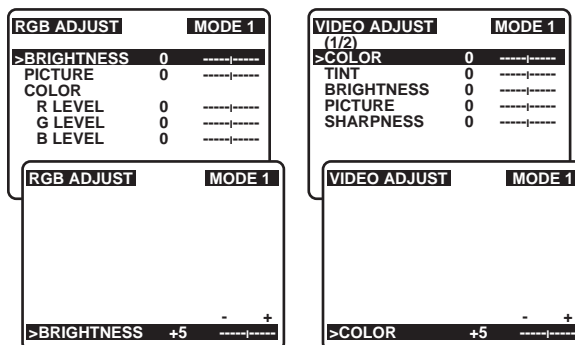 RGB ADJUST MODE 1
>BRIGHTNESS 0 -----|-----
PICTURE 0 -----|-----
COLOR
R LEVEL 0 -----|-----
G LEVEL 0 -----|-----
B LEVEL 0 -----|-----
RGB ADJUST MODE 1
- +
>BRIGHTNESS +5 -----|-----
VIDEO ADJUST MODE 1
(1/2)
>COLOR 0 -----|-----
TINT 0 -----|-----
BRIGHTNESS 0 -----|-----
PICTURE 0 -----|-----
SHARPNESS 0 -----|-----
VIDEO ADJUST MODE 1
- +
>COLOR +5 -----|-----